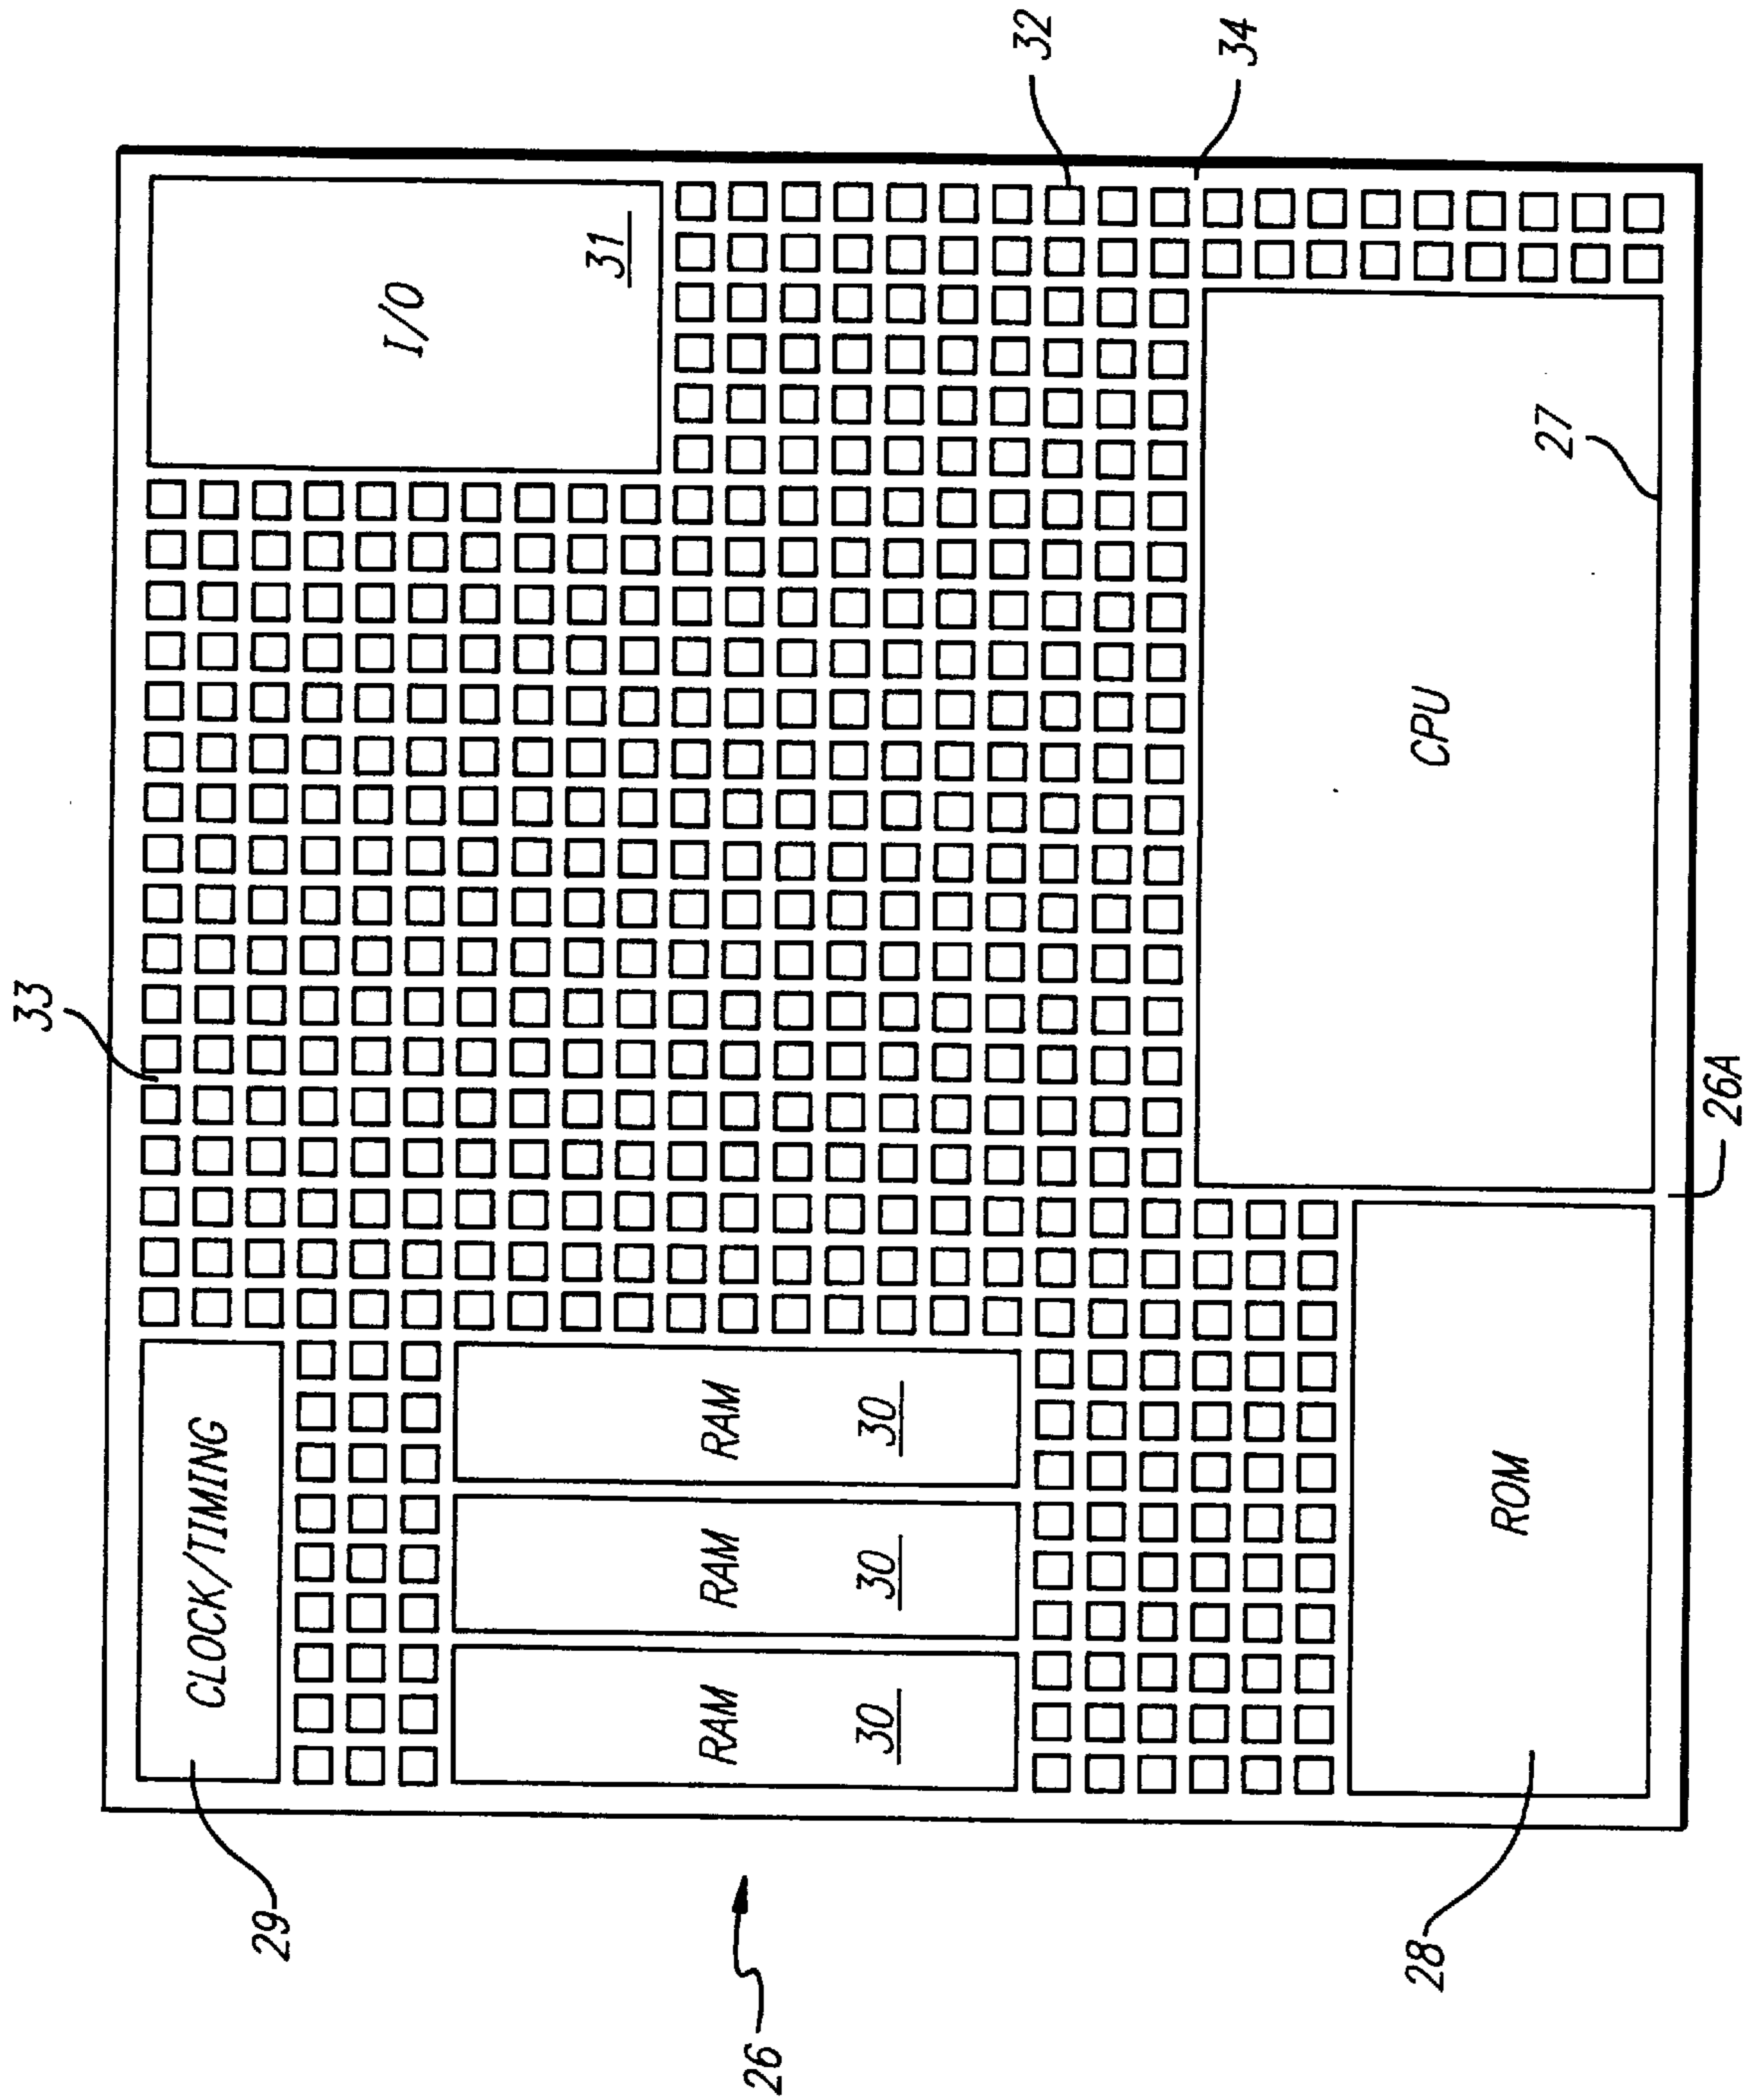 26
29
CLOCK/TIMING
33
I/O
31
RAM
30
RAM
30
RAM
30
32
34
28
ROM
26A
CPU
27